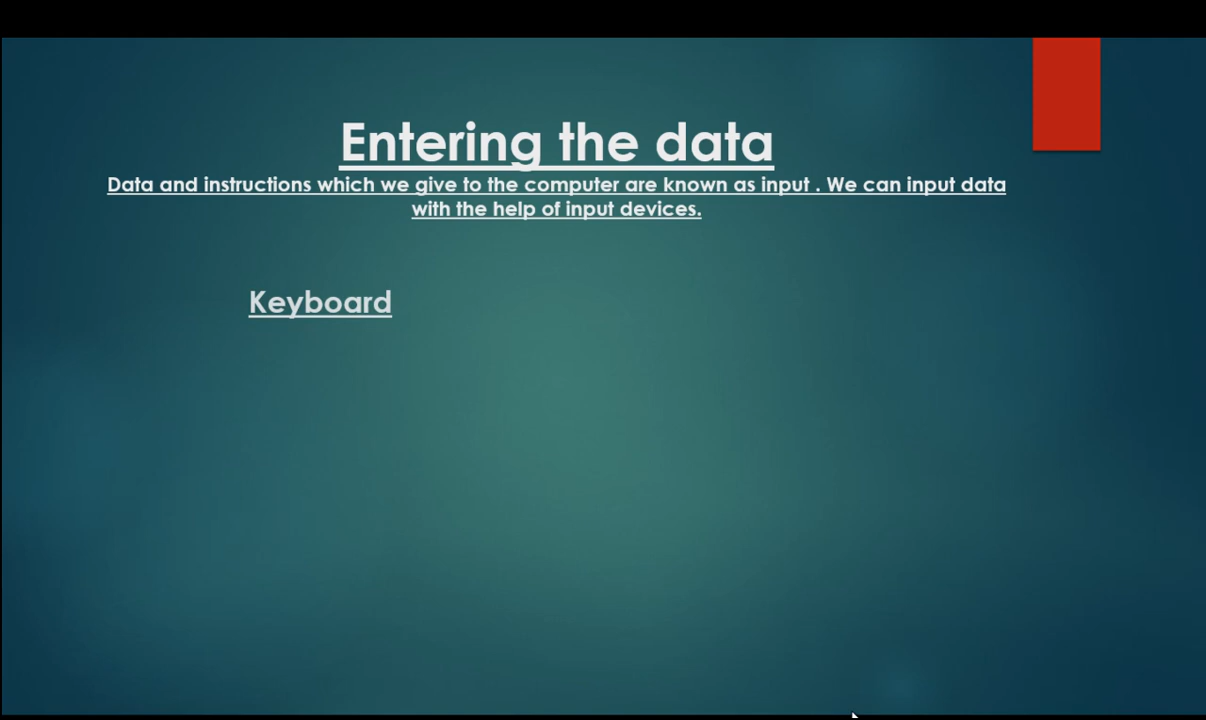 Entering the data
Data and instructions which we give to the computer are known as input . We can input data
with the help of input devices.
Keyboard